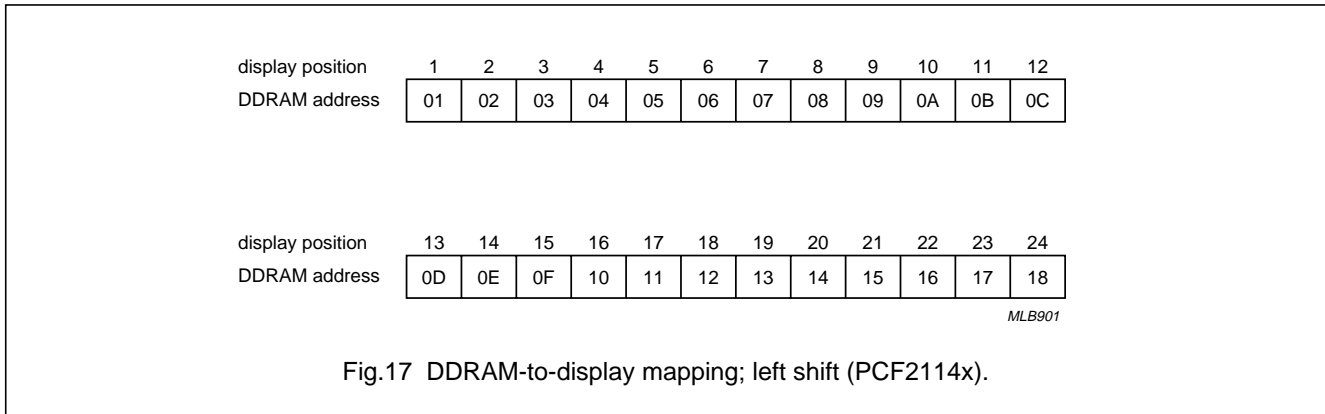 display position 1 2 3 4 5 6 7 8 9 10 11 12
DDRAM address 01 02 03 04 05 06 07 08 09 0A 0B 0C
display position 13 14 15 16 17 18 19 20 21 22 23 24
DDRAM address 0D 0E 0F 10 11 12 13 14 15 16 17 18
MLB901
Fig.17 DDRAM-to-display mapping; left shift (PCF2114x).